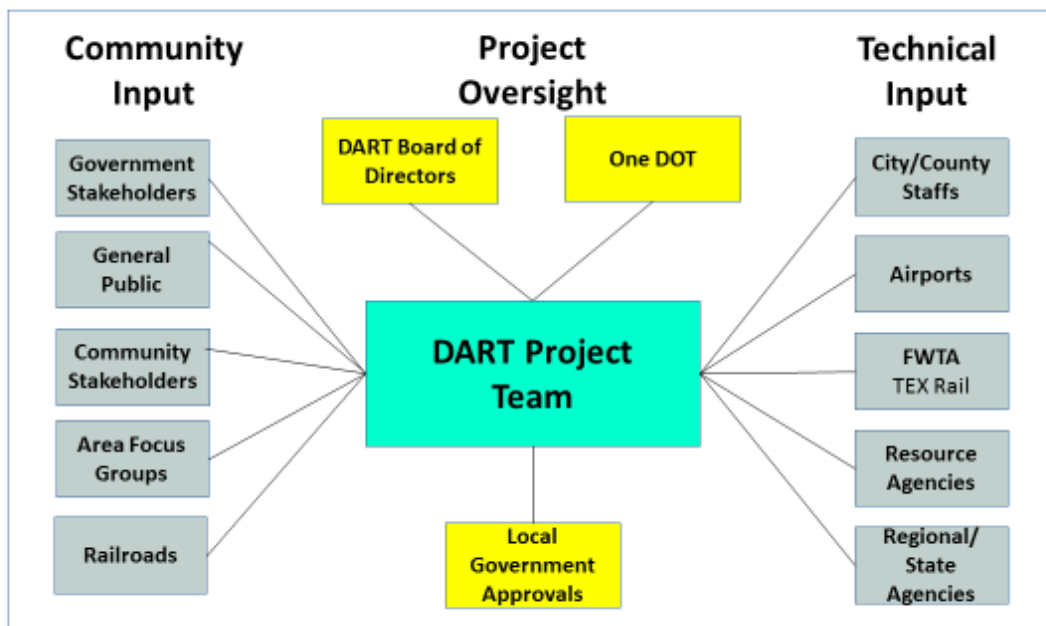 Community
Input
Project
Oversight
Technical
Input
Government
Stakeholders
General
Public
Community
Stakeholders
Area Focus
Groups
Railroads
DART Board of
Directors
One DOT
DART Project
Team
Local
Government
Approvals
City/County
Staffs
Airports
FWTA
TEX Rail
Resource
Agencies
Regional/
State
Agencies